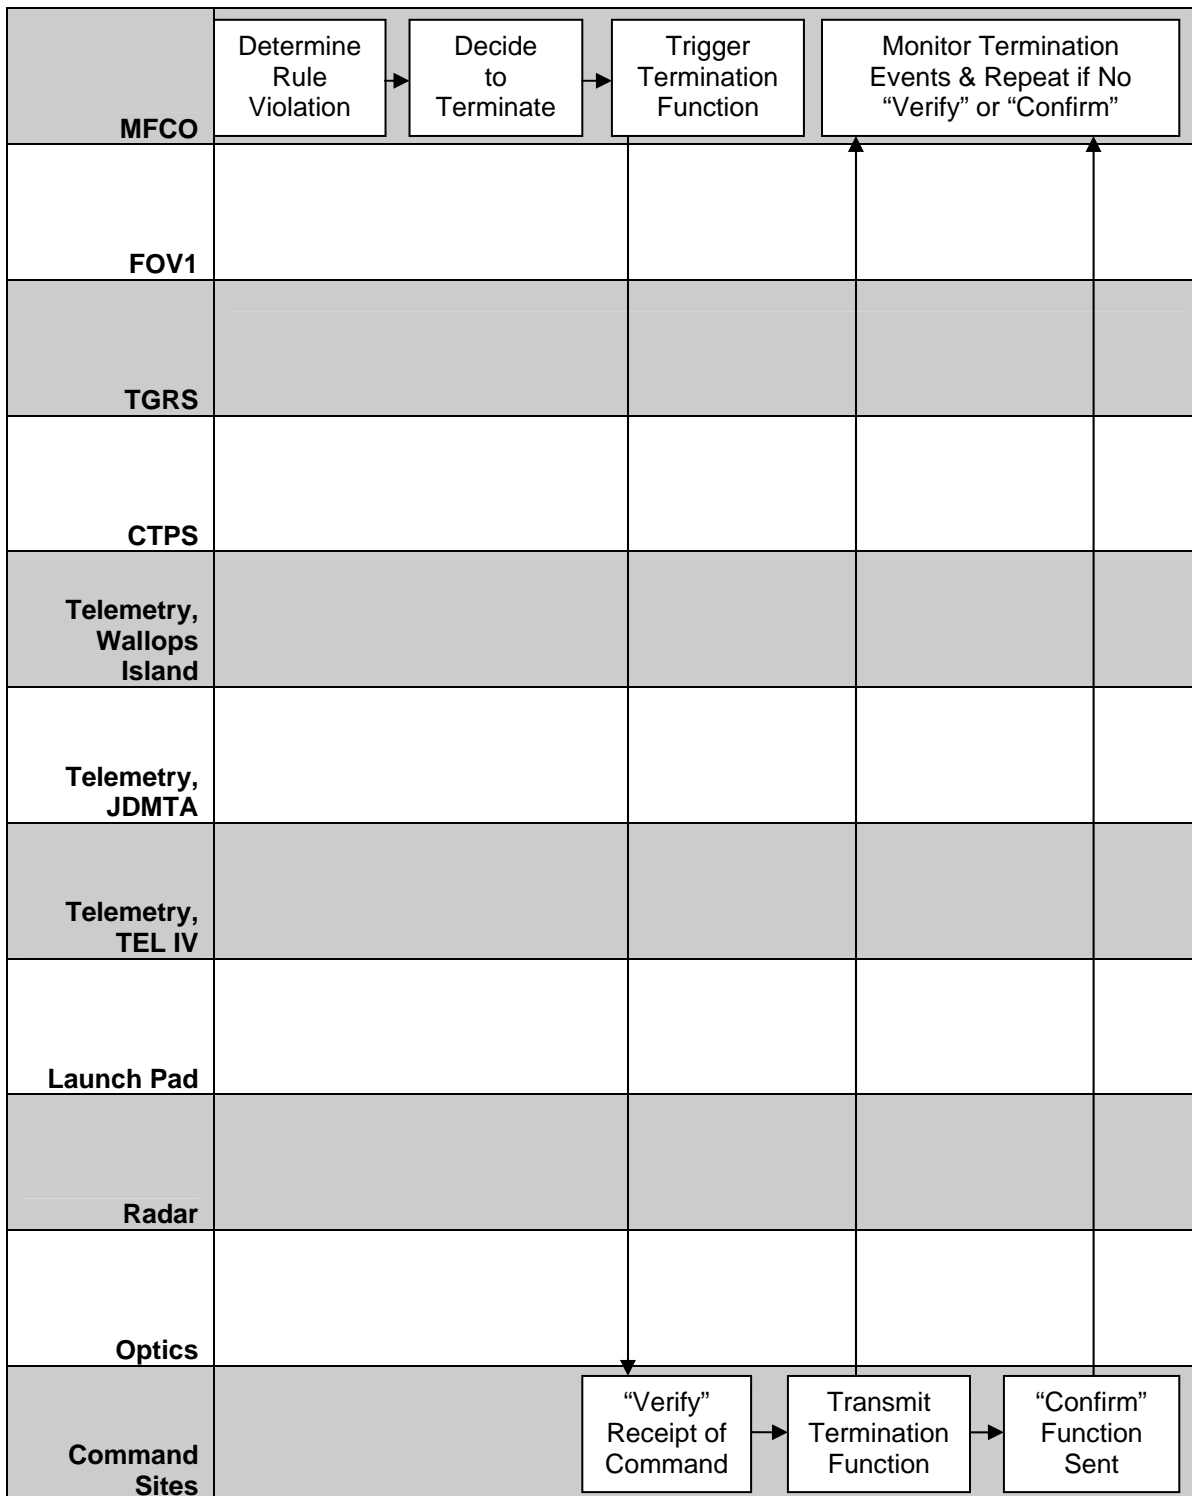 Determine
Rule
Violation
Decide
to
Terminate
Trigger
Termination
Function
Monitor Termination
Events & Repeat if No
“Verify” or “Confirm”
MFCO
FOV1
TGRS
CTPS
Telemetry,
Wallops
Island
Telemetry,
JDMTA
Telemetry,
TEL IV
Launch Pad
Radar
Optics
“Verify”
Receipt of
Command
Transmit
Termination
Function
“Confirm”
Function
Sent
Command
Sites